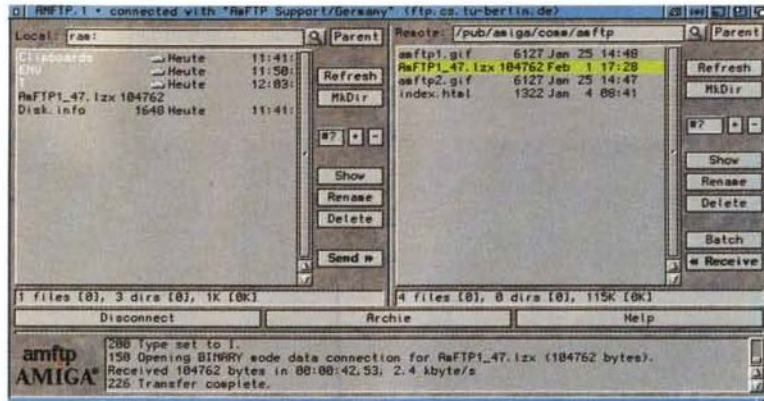 AMFTP.1 • connected with "AmFTP Support/Germany" (ftp.cs.tu-berlin.de)
Local: ram:
Parent
Clipboards Heute 11:41:
ENV Heute 11:50:
T Heute 12:03:
AmFTP1_47.lzx 104762
Disk.info 1648 Heute 11:41:
Refresh
MkDir
#? + -
Show
Rename
Delete
Send »
1 files [0], 3 dirs [0], 1K [0K]
Remote: /pub/amiga/comm/amftp
Parent
amftp1.gif 6127 Jan 25 14:48
AmFTP1_47.lzx 104762 Feb 1 17:28
amftp2.gif 6127 Jan 25 14:47
index.html 1322 Jan 4 08:41
Refresh
MkDir
#? + -
Show
Rename
Delete
Batch
« Receive
4 files [0], 0 dirs [0], 115K [0K]
Disconnect Archie Help
amftp
AMIGA®
200 Type set to I.
150 Opening BINARY mode data connection for AmFTP1_47.lzx (104762 bytes).
Received 104762 bytes in 00:00:42,53, 2.4 kbyte/s
226 Transfer complete.